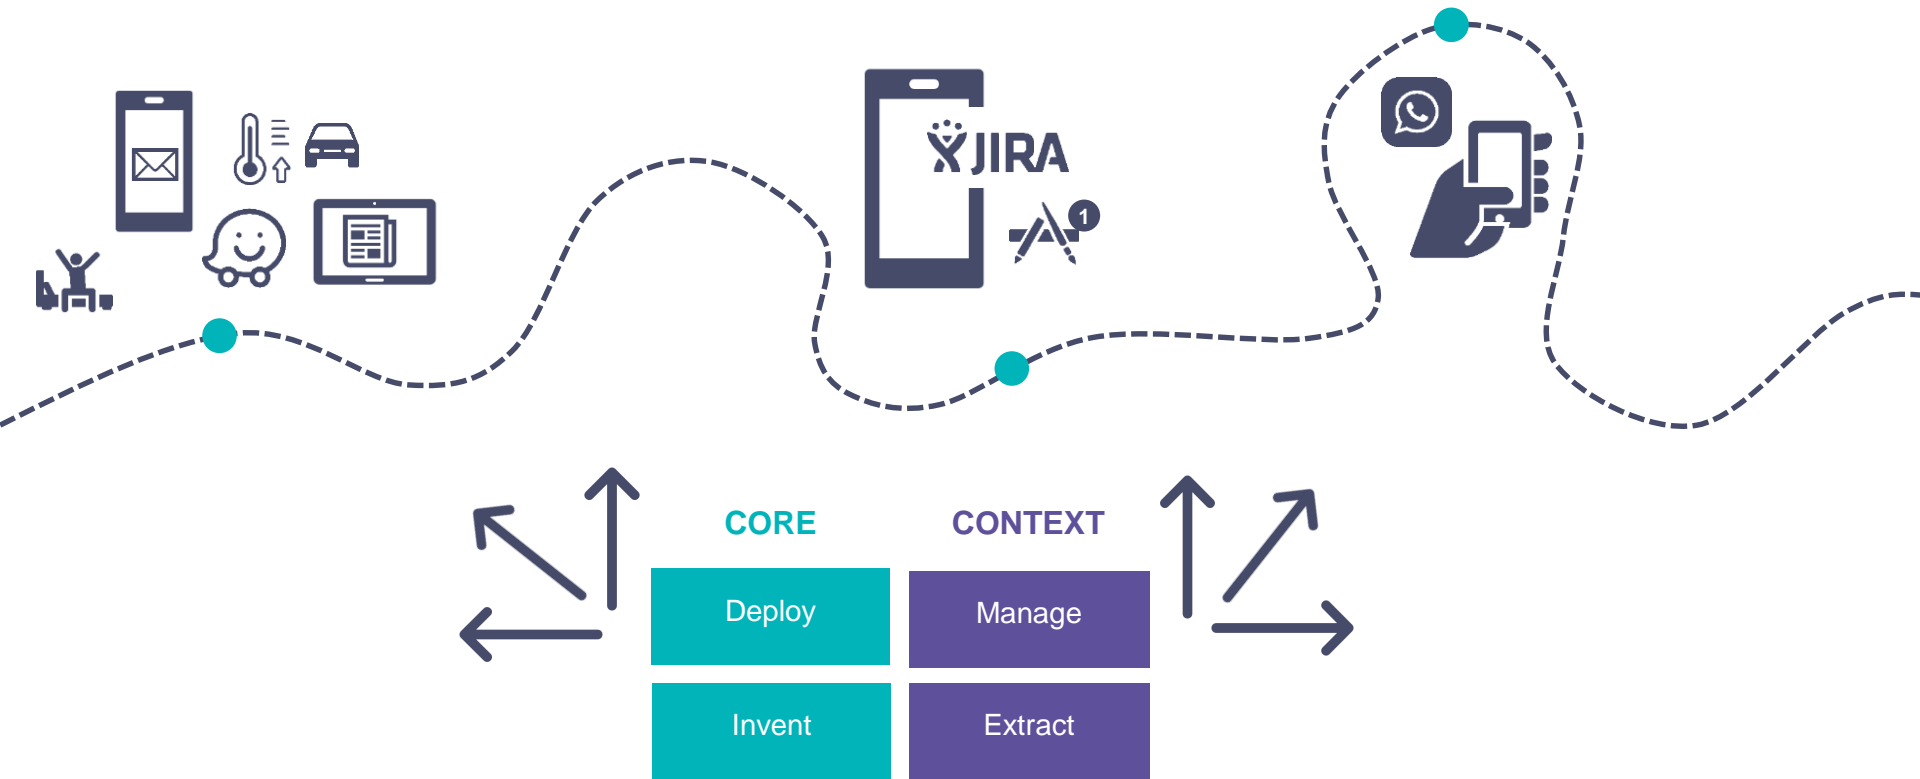 JIRA
1
CORE
CONTEXT
Deploy
Manage
Invent
Extract